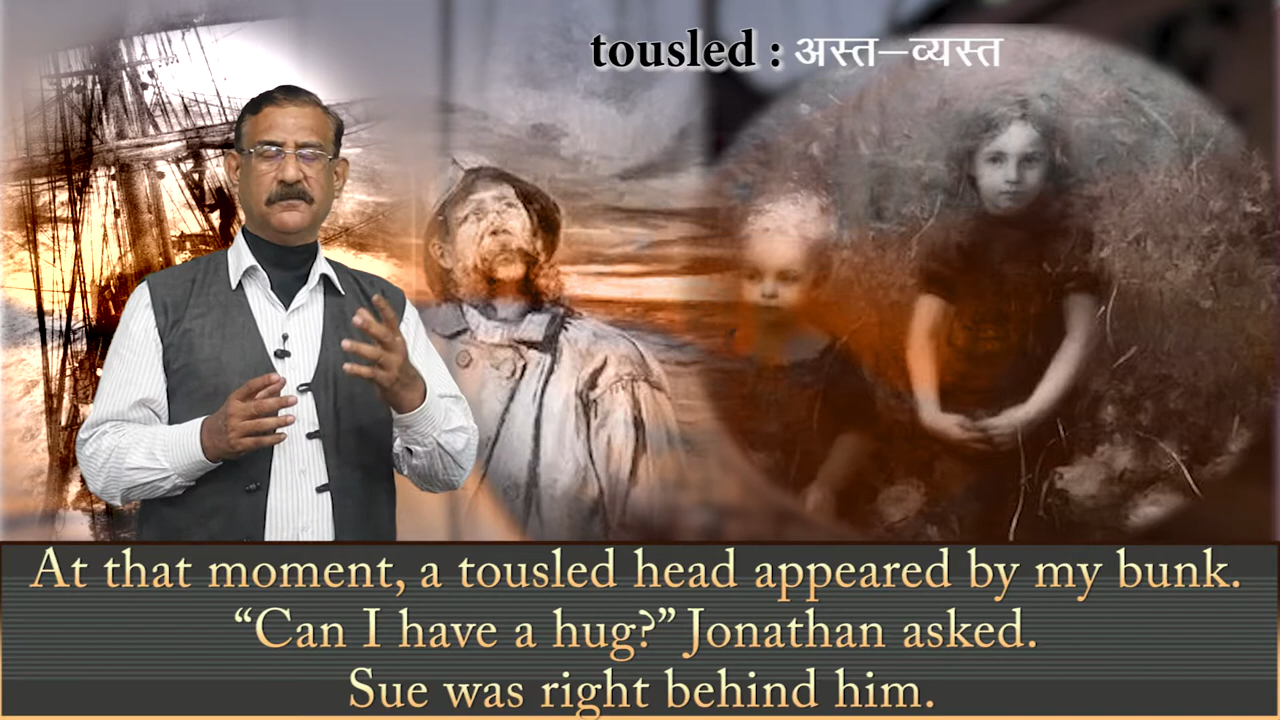 tousled : अस्त–व्यस्त
At that moment, a tousled head appeared by my bunk.
“Can I have a hug?” Jonathan asked.
Sue was right behind him.